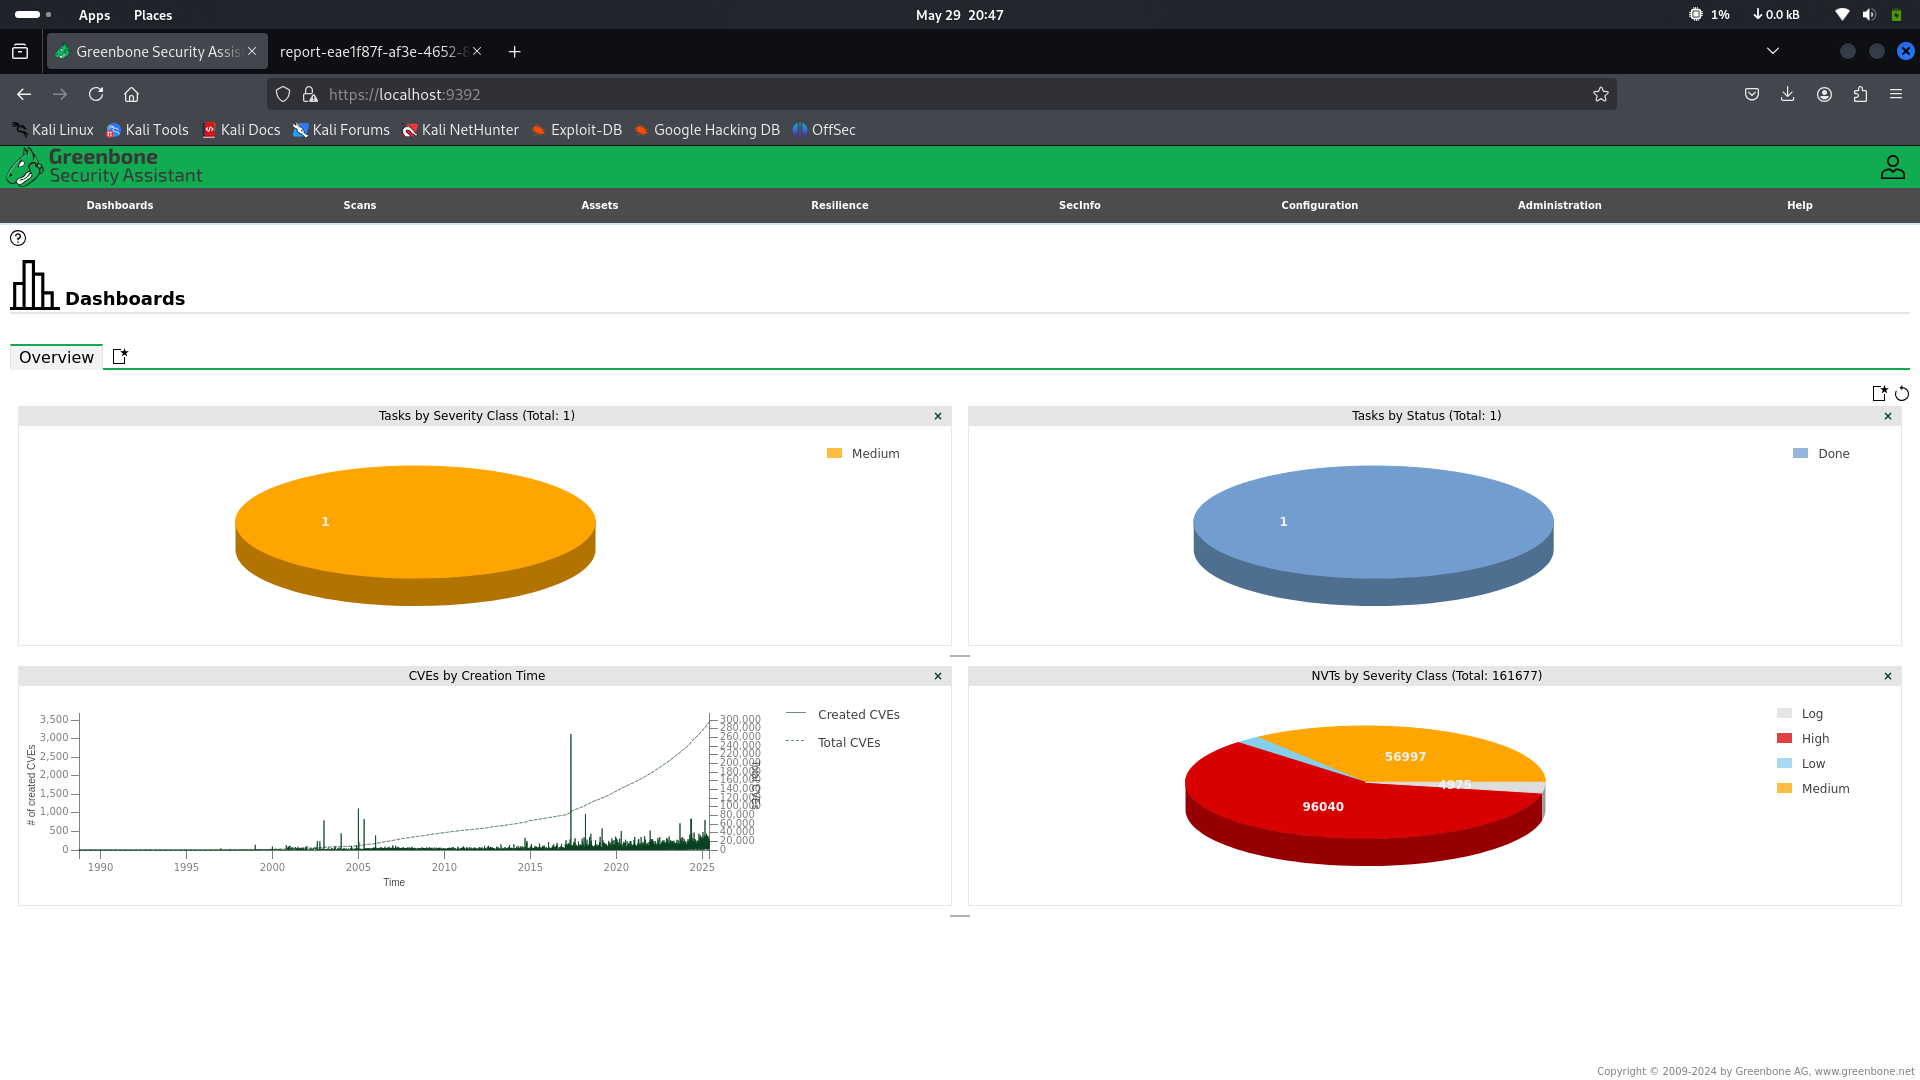 Apps Places May 29 20:47 1% 0.0 kB
Greenbone Security Assis report-eae1f87f-af3e-4652-8
https://localhost:9392
Kali Linux Kali Tools Kali Docs Kali Forums Kali NetHunter Exploit-DB Google Hacking DB OffSec
Greenbone
Security Assistant
Dashboards Scans Assets Resilience SecInfo Configuration Administration Help
Dashboards
Overview
Tasks by Severity Class (Total: 1)
Medium
1
Tasks by Status (Total: 1)
Done
1
CVEs by Creation Time
Created CVEs
Total CVEs
# of created CVEs
3,500
3,000
2,500
2,000
1,500
1,000
500
0
300,000
280,000
260,000
240,000
220,000
200,000
180,000
160,000
140,000
120,000
100,000
80,000
60,000
40,000
20,000
0
1990 1995 2000 2005 2010 2015 2020 2025
Time
NVTs by Severity Class (Total: 161677)
Log
High
Low
Medium
56997
4975
96040
Copyright © 2009-2024 by Greenbone AG, www.greenbone.net